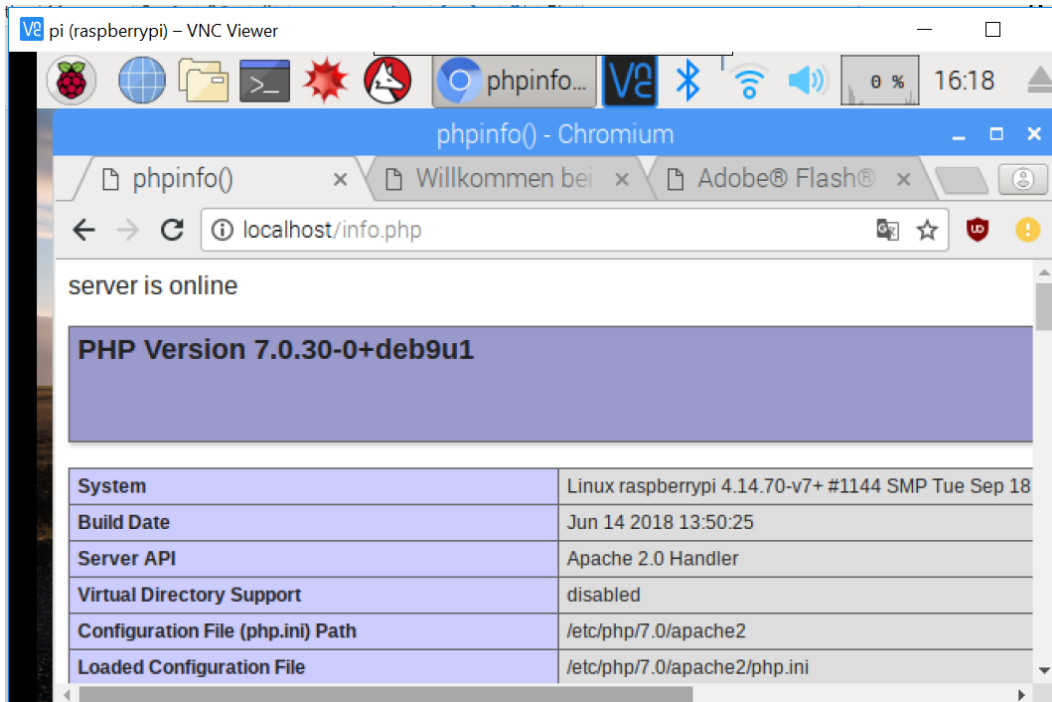 VE pi (raspberrypi) – VNC Viewer
phpinfo... VE 0 % 16:18
phpinfo() - Chromium
phpinfo() Willkommen bei Adobe® Flash®
localhost/info.php
server is online
PHP Version 7.0.30-0+deb9u1
System Linux raspberrypi 4.14.70-v7+ #1144 SMP Tue Sep 18
Build Date Jun 14 2018 13:50:25
Server API Apache 2.0 Handler
Virtual Directory Support disabled
Configuration File (php.ini) Path /etc/php/7.0/apache2
Loaded Configuration File /etc/php/7.0/apache2/php.ini